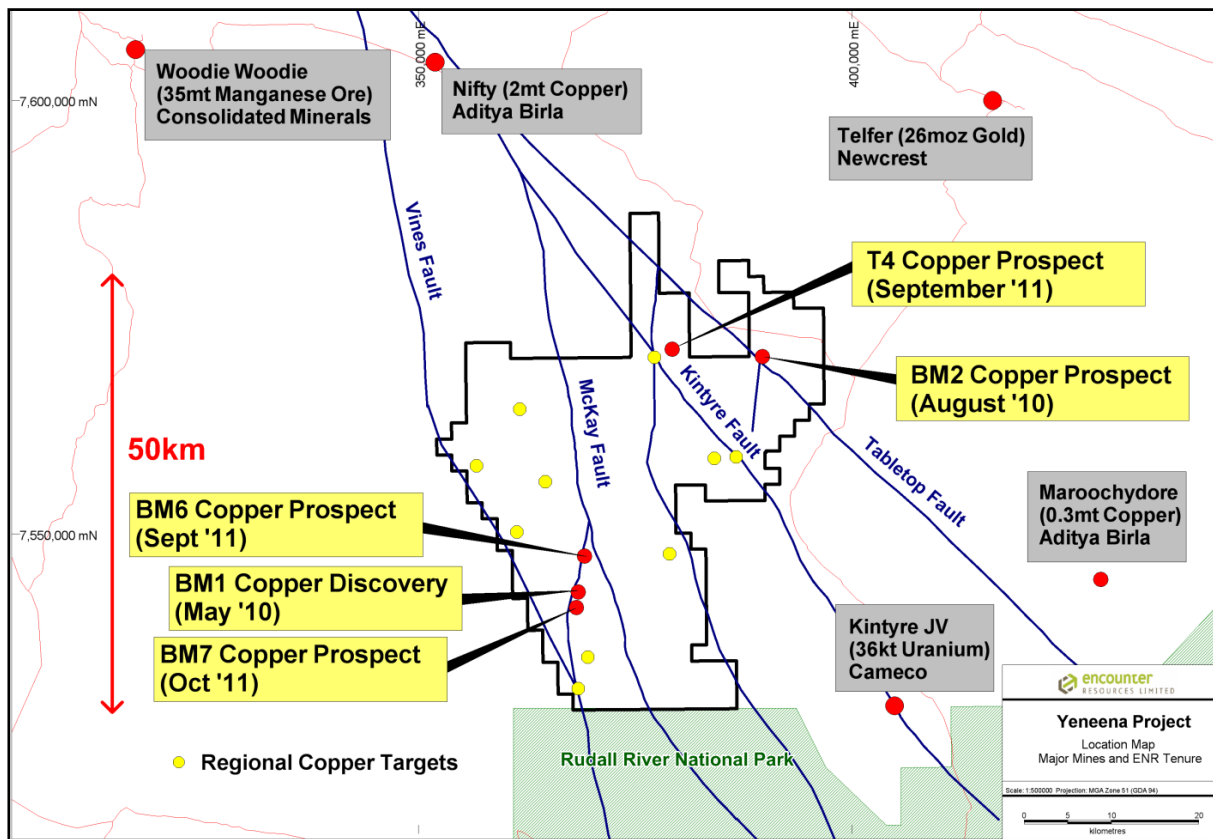 350,000 mE
400,000 mE
7,600,000 mN
7,550,000 mN
Woodie Woodie
(35mt Manganese Ore)
Consolidated Minerals
Nifty (2mt Copper)
Aditya Birla
Telfer (26moz Gold)
Newcrest
Vines Fault
T4 Copper Prospect
(September '11)
BM2 Copper Prospect
(August '10)
McKay Fault
Kintyre Fault
Tabletop Fault
50km
BM6 Copper Prospect
(Sept '11)
BM1 Copper Discovery
(May '10)
BM7 Copper Prospect
(Oct '11)
Maroochydore
(0.3mt Copper)
Aditya Birla
Kintyre JV
(36kt Uranium)
Cameco
Regional Copper Targets
Rudall River National Park
encounter
RESOURCES LIMITED
Yeneena Project
Location Map
Major Mines and ENR Tenure
Scale: 1:500000 Projection: MGA Zone 51 (GDA 94)
0 5 10 20
kilometres